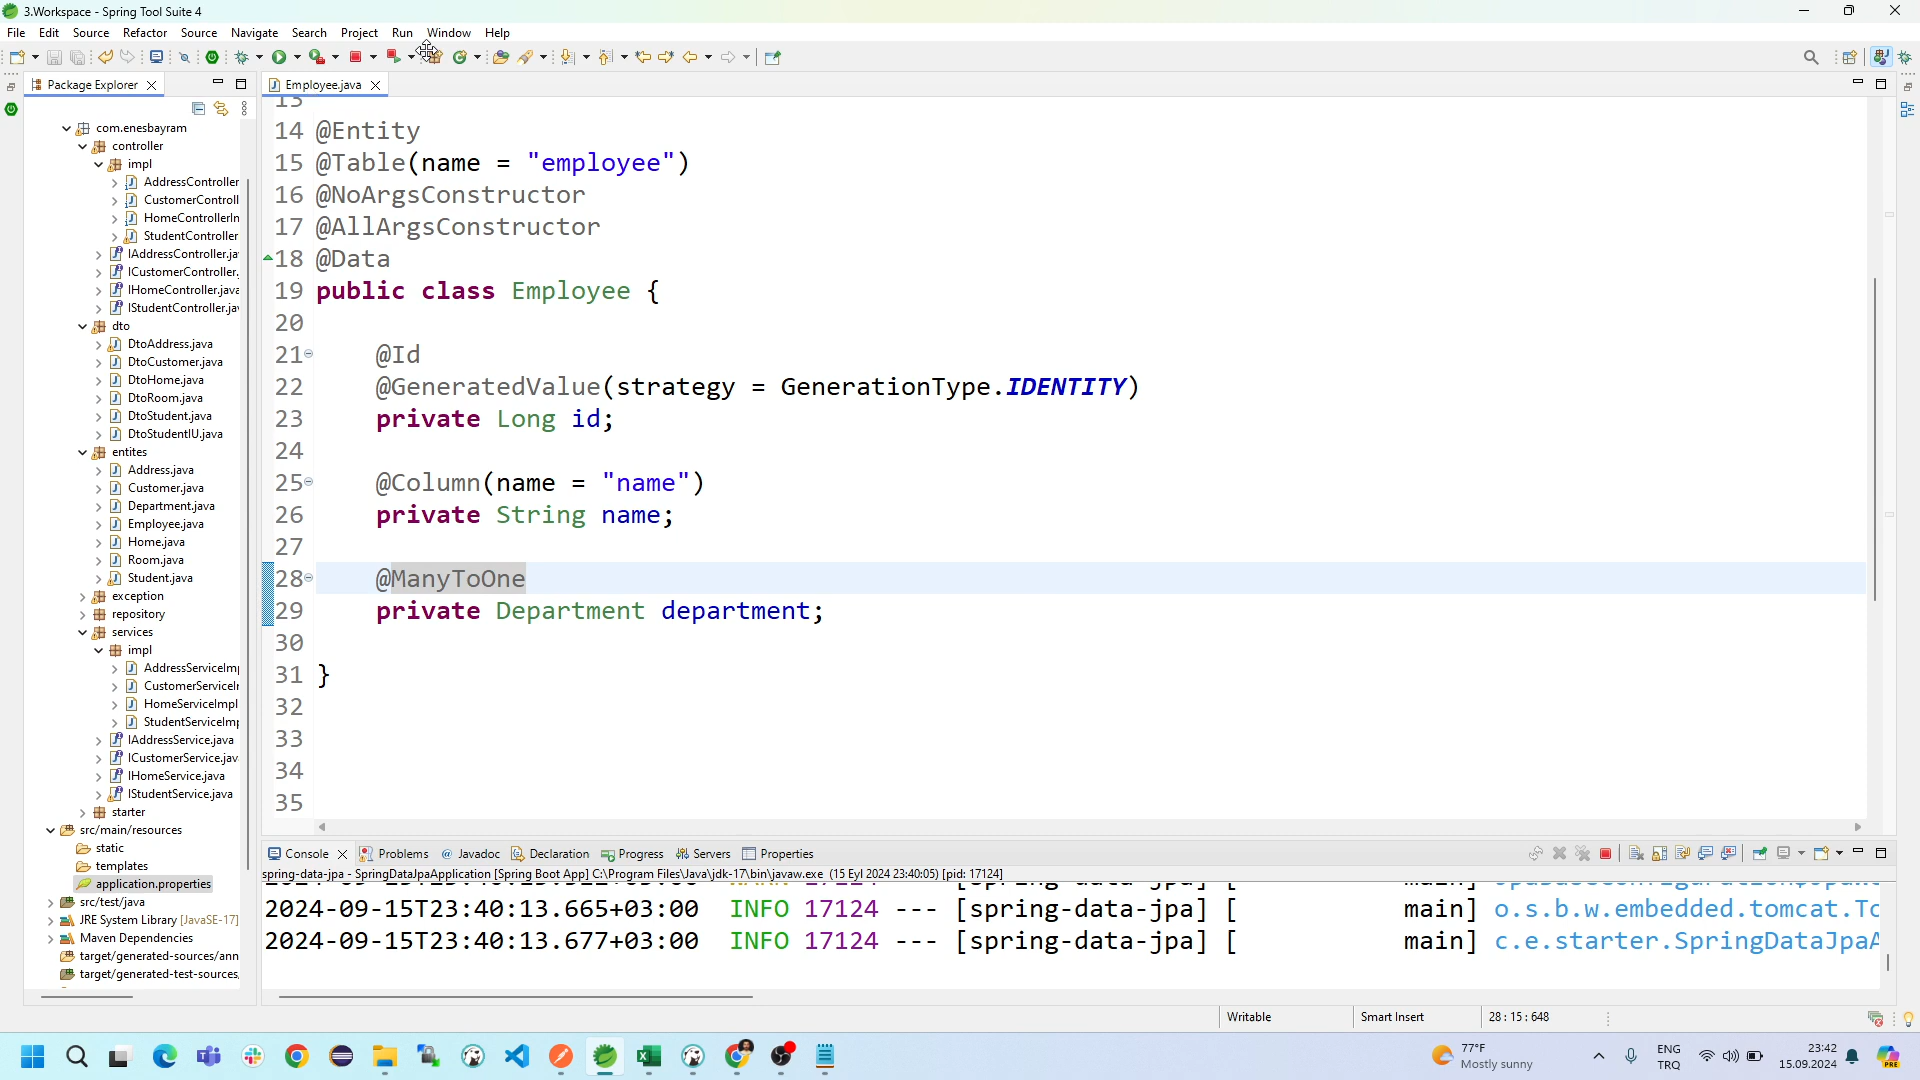 3.Workspace - Spring Tool Suite 4
File Edit Source Refactor Source Navigate Search Project Run Window Help
Package Explorer
Employee.java
com.enesbayram
controller
impl
AddressController
CustomerControll
HomeControllerIn
StudentController
IAddressController.ja
ICustomerController.
IHomeController.java
IStudentController.jav
dto
DtoAddress.java
DtoCustomer.java
DtoHome.java
DtoRoom.java
DtoStudent.java
DtoStudentIU.java
entites
Address.java
Customer.java
Department.java
Employee.java
Home.java
Room.java
Student.java
exception
repository
services
impl
AddressServiceImp
CustomerServiceIr
HomeServiceImpl
StudentServiceImp
IAddressService.java
ICustomerService.jav
IHomeService.java
IStudentService.java
starter
src/main/resources
static
templates
application.properties
src/test/java
JRE System Library [JavaSE-17]
Maven Dependencies
target/generated-sources/ann
target/generated-test-sources,
13
14 @Entity
15 @Table(name = "employee")
16 @NoArgsConstructor
17 @AllArgsConstructor
18 @Data
19 public class Employee {
20
21 @Id
22 @GeneratedValue(strategy = GenerationType.IDENTITY)
23 private Long id;
24
25 @Column(name = "name")
26 private String name;
27
28 @ManyToOne
29 private Department department;
30
31 }
32
33
34
35
Console Problems @ Javadoc Declaration Progress Servers Properties
spring-data-jpa - SpringDataJpaApplication [Spring Boot App] C:\Program Files\Java\jdk-17\bin\javaw.exe (15 Eyl 2024 23:40:05) [pid: 17124]
2024-09-15T23:40:13.665+03:00 INFO 17124 --- [spring-data-jpa] [ main] o.s.b.w.embedded.tomcat.To
2024-09-15T23:40:13.677+03:00 INFO 17124 --- [spring-data-jpa] [ main] c.e.starter.SpringDataJpaA
Writable
Smart Insert
28 : 15 : 648
77°F
Mostly sunny
ENG
TRQ
23:42
15.09.2024
PRE